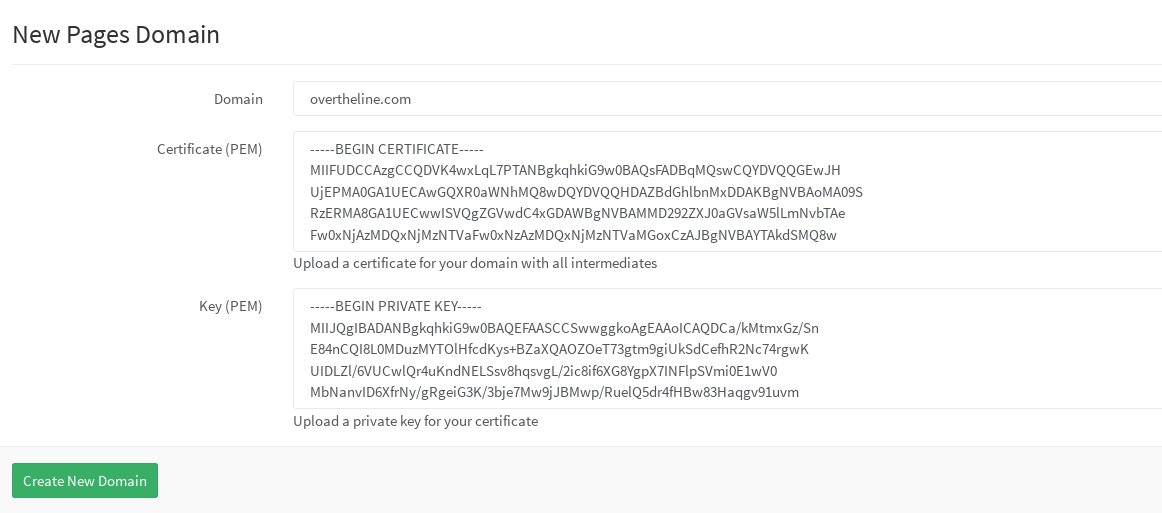 New Pages Domain
Domain
overtheline.com
Certificate (PEM)
-----BEGIN CERTIFICATE-----
MIIFUDCCAzgCCQDVK4wxLqL7PTANBgkqhkiG9w0BAQsFADBqMQswCQYDVQQGEwJH
UjEPMA0GA1UECAwGQXR0aWNhMQ8wDQYDVQQHDAZBdGhlbnMxDDAKBgNVBAoMA09S
RzERMA8GA1UECwwISVQgZGVwdC4xGDAWBgNVBAMMD292ZXJ0aGVsaW5lLmNvbTAe
Fw0xNjAzMDQxNjMzNTVaFw0xNzAzMDQxNjMzNTVaMGoxCzAJBgNVBAYTAkdSMQ8w
Upload a certificate for your domain with all intermediates
Key (PEM)
-----BEGIN PRIVATE KEY-----
MIIJQgIBADANBgkqhkiG9w0BAQEFAASCCSwwggkoAgEAAoICAQDCa/kMtmxGz/Sn
E84nCQI8L0MDuzMYTOlHfcdKys+BZaXQAOZOeT73gtm9giUkSdCefhR2Nc74rgwK
UIDLZl/6VUCwlQr4uKndNELSsv8hqsvgL/2ic8if6XG8YgpX7INFlpSVmi0E1wV0
MbNanvID6XfrNy/gRgeiG3K/3bje7Mw9jJBMwp/RuelQ5dr4fHBw83Haqgv91uvm
Upload a private key for your certificate
Create New Domain